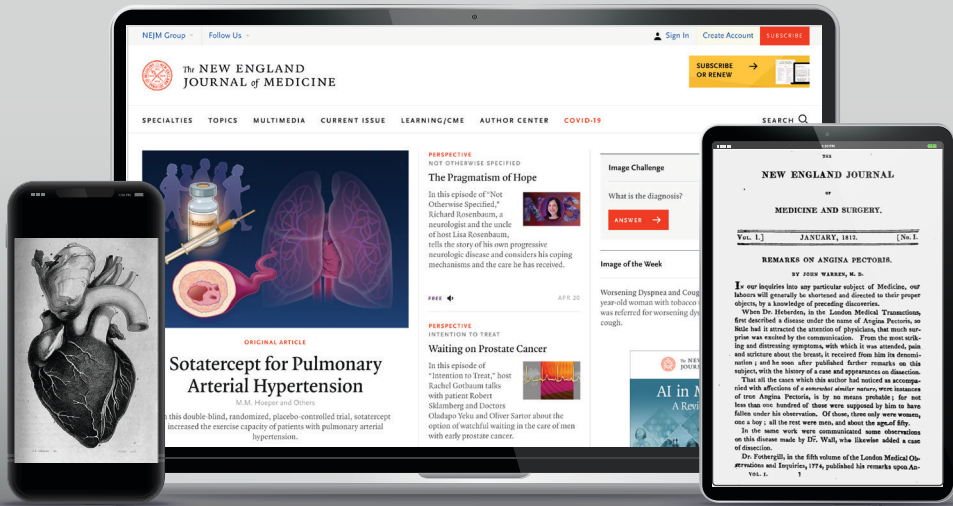 NEJM Group
Follow Us
Sign In
Create Account
SUBSCRIBE
The NEW ENGLAND
JOURNAL of MEDICINE
SUBSCRIBE
OR RENEW
SPECIALTIES
TOPICS
MULTIMEDIA
CURRENT ISSUE
LEARNING/CME
AUTHOR CENTER
COVID-19
SEARCH
ORIGINAL ARTICLE
Sotatercept for Pulmonary
Arterial Hypertension
M.M. Hoeper and Others
this double-blind, randomized, placebo-controlled trial, sotatercept
increased the exercise capacity of patients with pulmonary arterial
hypertension.
PERSPECTIVE
NOT OTHERWISE SPECIFIED
The Pragmatism of Hope
In this episode of “Not
Otherwise Specified,”
Richard Rosenbaum, a
neurologist and the uncle
of host Lisa Rosenbaum,
tells the story of his own progressive
neurologic disease and considers his coping
mechanisms and the care he has received.
NOS
FREE
APR 20
PERSPECTIVE
INTENTION TO TREAT
Waiting on Prostate Cancer
In this episode of
“Intention to Treat,” host
Rachel Gotbaum talks
with patient Robert
Sklamberg and Doctors
Oladapo Yeku and Oliver Sartor about the
option of watchful waiting in the care of men
with early prostate cancer.
Image Challenge
What is the diagnosis?
ANSWER
Image of the Week
Worsening Dyspnea and Coug
year-old woman with tobacco
was referred for worsening dys
cough.
The NEW
JOUR
AI in M
A Revi
THE
NEW ENGLAND JOURNAL
OF
MEDICINE AND SURGERY.
Vol. I.] JANUARY, 1812. [No. I.
REMARKS ON ANGINA PECTORIS.
BY JOHN WARREN, M. D.
In our inquiries into any particular subject of Medicine, our
labours will generally be shortened and directed to their proper
objects, by a knowledge of preceding discoveries.
When Dr. Heberden, in the London Medical Transactions,
first described a disease under the name of Angina Pectoris, so
little had it attracted the attention of physicians, that much sur-
prise was excited by the communication. From the most strik-
ing and distressing symptoms, with which it was attended, pain
and stricture about the breast, it received from him its denomi-
nation ; and he soon after published further remarks on this
subject, with the history of a case and appearances on dissection.
That all the cases which this author had noticed as accompa-
nied with affections of a somewhat similar nature, were instances
of true Angina Pectoris, is by no means probable ; for not
less than one hundred of those were supposed by him to have
fallen under his observation. Of those, three only were women,
one a boy ; all the rest were men, and about the age of fifty.
In the same work were communicated some observations
on this disease made by Dr. Wall, who likewise added a case
of dissection.
Dr. Fothergill, in the fifth volume of the London Medical Ob-
servations and Inquiries, 1774, published his remarks upon An-
VOL. I. 1